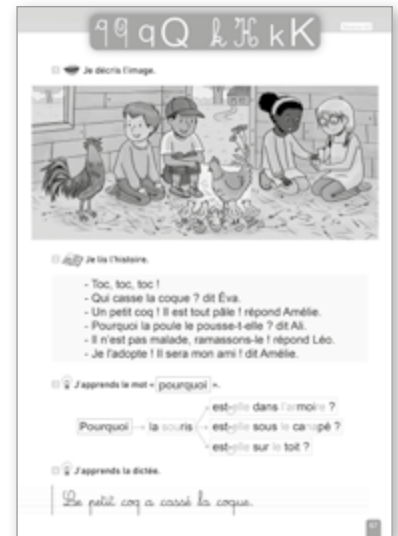 q Q q Q k K k K
Je décris l'image.
Je lis l'histoire.
- Toc, toc, toc !
- Qui casse la coque ? dit Éva.
- Un petit coq ! Il est tout pâle ! répond Amélie.
- Pourquoi la poule le pousse-t-elle ? dit Ali.
- Il n'est pas malade, ramassons-le ! répond Léo.
- Je l'adopte ! Il sera mon ami ! dit Amélie.
J'apprends le mot « pourquoi ».
est-elle dans l'armoire ?
Pourquoi la souris est-elle sous le canapé ?
est-elle sur le toit ?
J'apprends la dictée.
Le petit coq a cassé la coque.